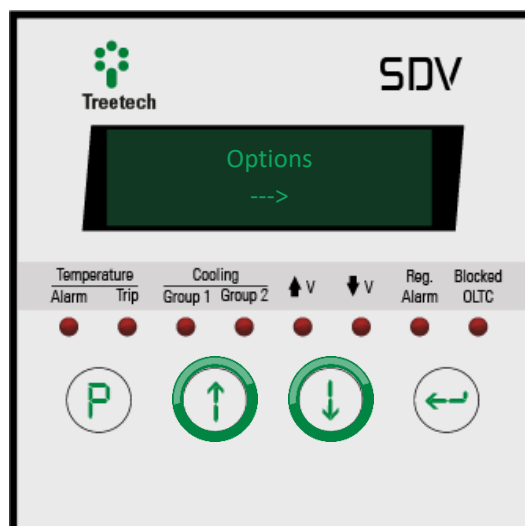 Treetech
SDV
Options
--->
Temperature
Alarm Trip
Cooling
Group 1 Group 2
V
V
Reg.
Alarm
Blocked
OLTC
P